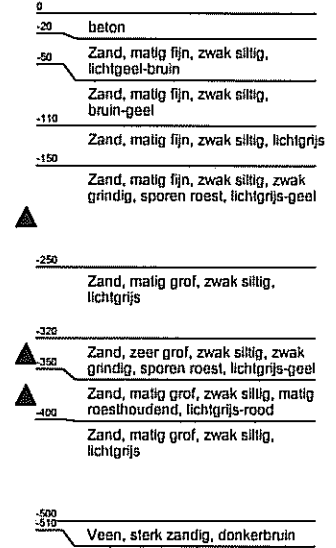 0
-20
beton
-50
Zand, matig fijn, zwak siltig,
lichtgeel-bruin
Zand, matig fijn, zwak siltig,
bruin-geel
-110
Zand, matig fijn, zwak siltig, lichtgrijs
-150
Zand, matig fijn, zwak siltig, zwak
grindig, sporen roest, lichtgrijs-geel
-250
Zand, matig grof, zwak siltig,
lichtgrijs
-320
Zand, zeer grof, zwak siltig, zwak
-350
grindig, sporen roest, lichtgrijs-geel
Zand, matig grof, zwak siltig, matig
roesthoudend, lichtgrijs-rood
-400
Zand, matig grof, zwak siltig,
lichtgrijs
-500
-510
Veen, sterk zandig, donkerbruin